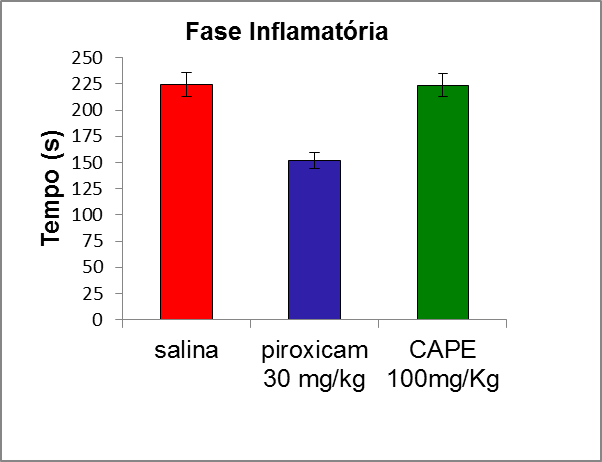 Fase Inflamatória
250
225
200
175
150
125
100
75
50
25
0
Tempo (s)
salina
piroxicam
30 mg/kg
CAPE
100mg/Kg